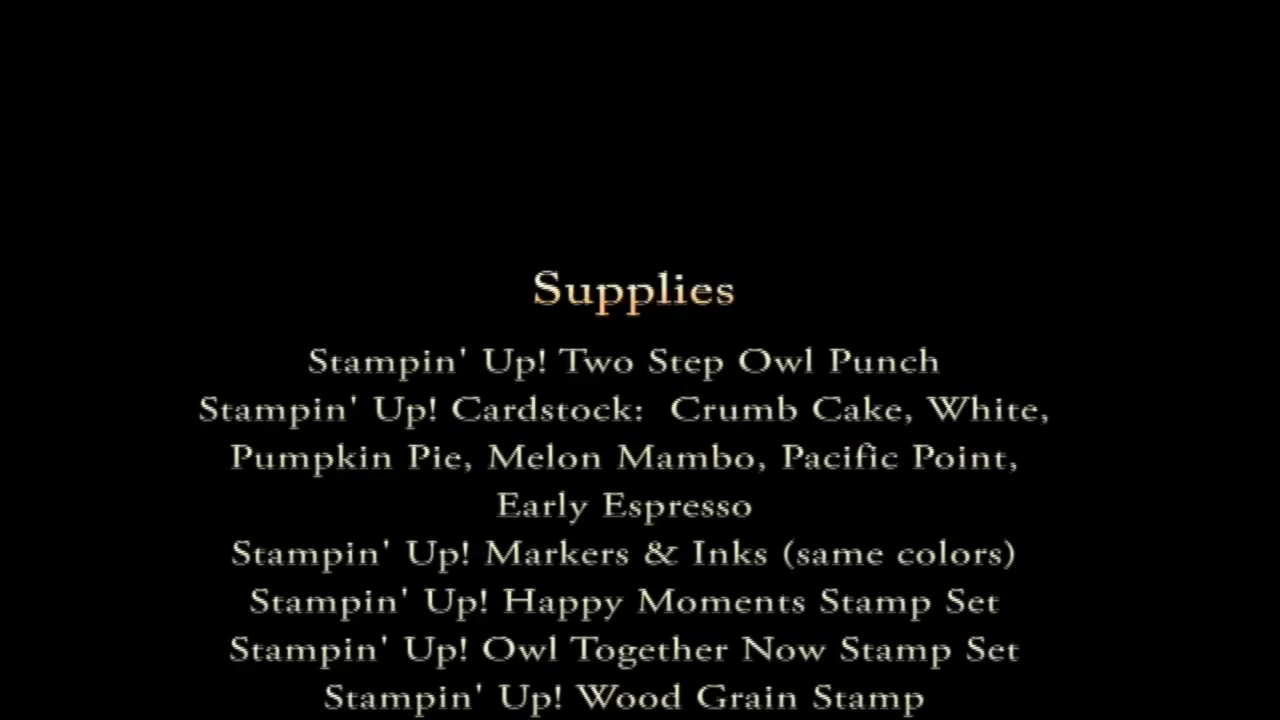 Supplies
Stampin' Up! Two Step Owl Punch
Stampin' Up! Cardstock:  Crumb Cake, White,
Pumpkin Pie, Melon Mambo, Pacific Point,
Early Espresso
Stampin' Up! Markers & Inks (same colors)
Stampin' Up! Happy Moments Stamp Set
Stampin' Up! Owl Together Now Stamp Set
Stampin' Up! Wood Grain Stamp